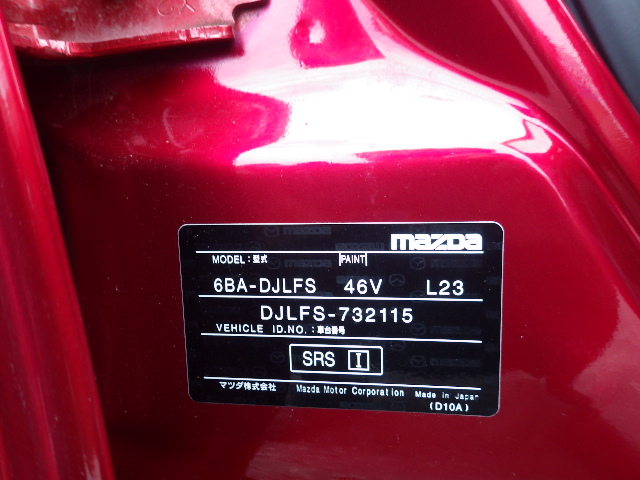 mazda
MODEL:型式 PAINT
6BA-DJLFS 46V L23
DJLFS-732115
VEHICLE ID.NO.:車台番号
SRS I
マツダ株式会社 Mazda Motor Corporation Made in Japan
(D10A)